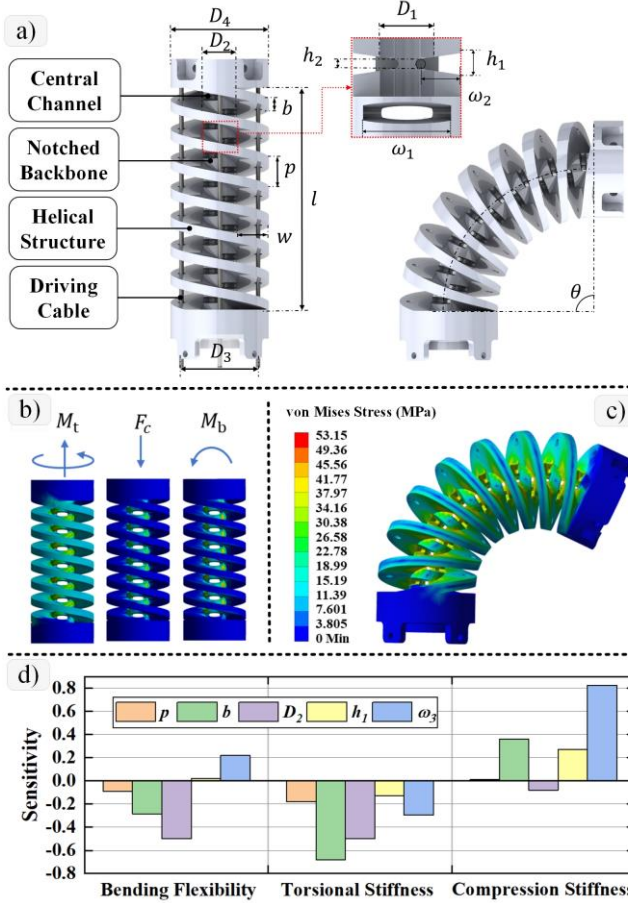 a)
D₄
D₂
Central
Channel
Notched
Backbone
Helical
Structure
Driving
Cable
b
p
l
w
D₃
D₁
h₂
h₁
ω₂
ω₁
θ
b)
Mₜ
F_c
M_b
c)
von Mises Stress (MPa)
53.15
49.36
45.56
41.77
37.97
34.16
30.38
26.58
22.78
18.99
15.19
11.39
7.601
3.805
0 Min
d)
Sensitivity
0.8
0.6
0.4
0.2
0.0
-0.2
-0.4
-0.6
-0.8
p b D₂ h₁ ω₃
Bending Flexibility Torsional Stiffness Compression Stiffness